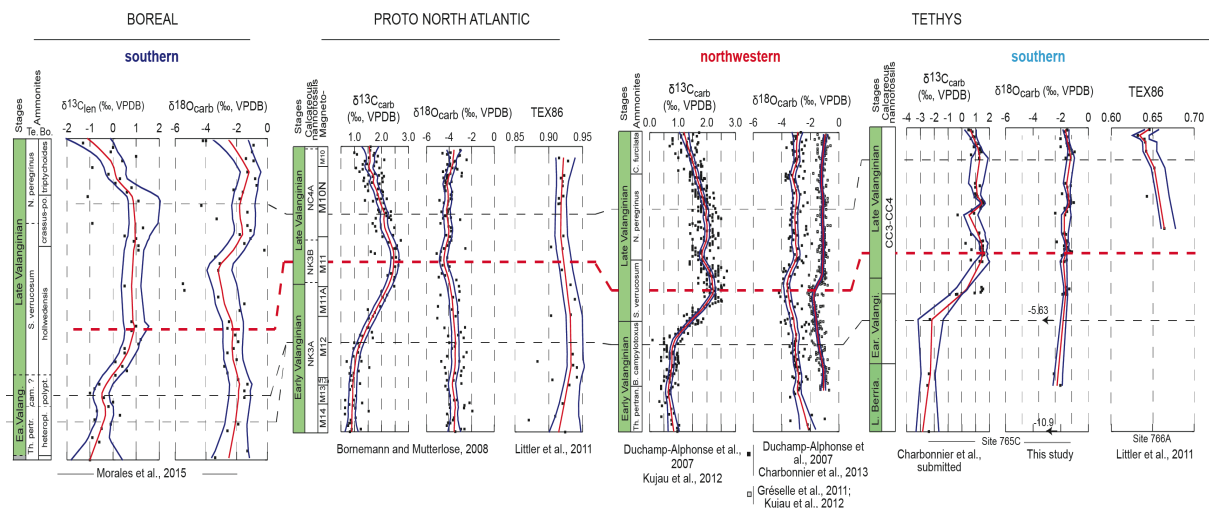 BOREAL
PROTO NORTH ATLANTIC
TETHYS
southern
northwestern
southern
Stages
Ammonites
Te. Bo.
δ13Clen (‰, VPDB)
-2 -1 0 1 2
δ18Ocarb (‰, VPDB)
-6 -4 -2 0
Late Valanginian
Ea.Valang.
N. peregrinus
S. verrucosum
cam. ?
Th. pertr.
triptychoides
crassus-po.
hollwedensis
polypt.
heteropl.
Morales et al., 2015
Stages
Calcareous
nannofossils
Magneto-
δ13Ccarb
(‰, VPDB)
0.0 1.0 2.0 3.0
δ18Ocarb (‰, VPDB)
-6 -4 -2 0
TEX86
0.85 0.90 0.95
Late Valanginian
Early Valanginian
NC4A
NK3B
NK3A
M10
M10N
M11
M11A
M12
M13
M14
Bornemann and Mutterlose, 2008
Littler et al., 2011
Stages
Ammonites
δ13Ccarb
(‰, VPDB)
0.0 1.0 2.0 3.0
δ18Ocarb (‰, VPDB)
-6 -4 -2 0
Late Valanginian
Early Valanginian
C. furcillata
N. peregrinus
S. verrucosum
B. campylotoxus
Th. pertran.
Duchamp-Alphonse et al.,
2007
Kujau et al., 2012
Duchamp-Alphonse
et al., 2007
Charbonnier et al., 2013
Gréselle et al., 2011;
Kujau et al., 2012
Stages
Calcareous
nannofossils
δ13Ccarb
(‰, VPDB)
-4 -3 -2 -1 0 1 2
δ18Ocarb (‰, VPDB)
-6 -4 -2 0
TEX86
0.60 0.70
Late Valanginian
Ear. Valangi.
L. Berria.
CC3-CC4
-5.63
-10.9
Site 765C
Site 766A
Charbonnier et al.,
submitted
This study
Littler et al., 2011